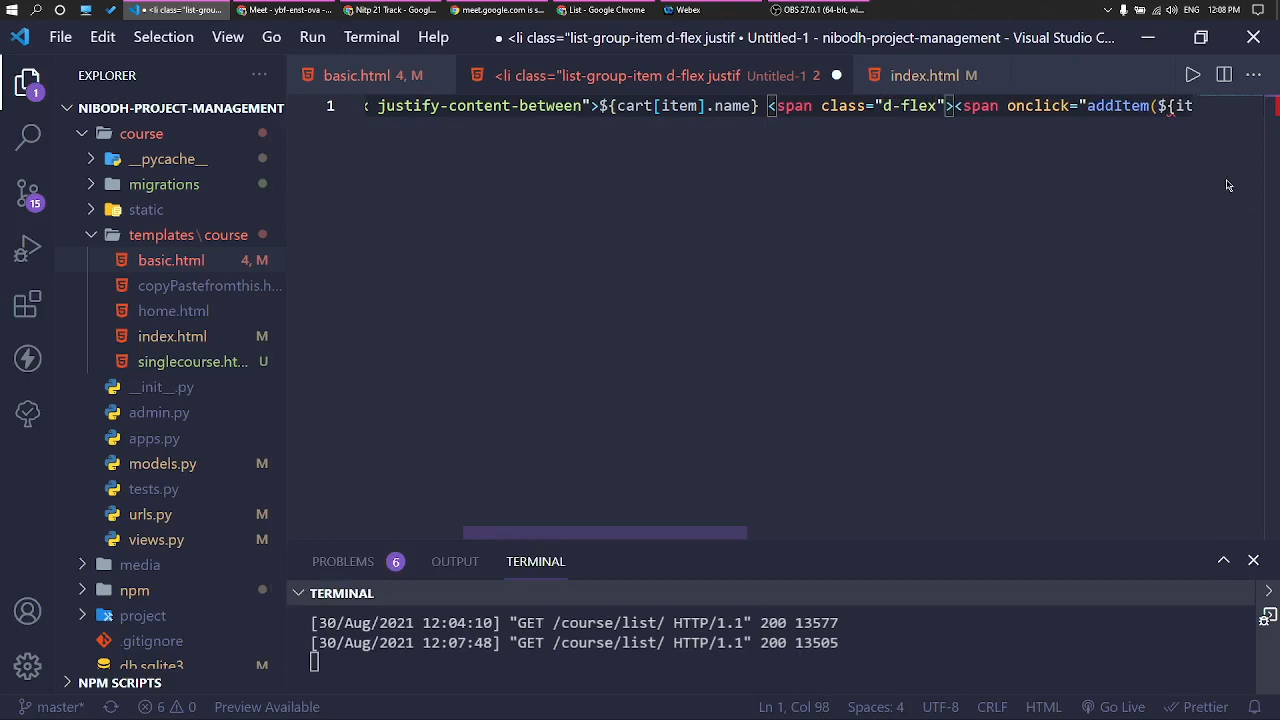 <li class="list-grou... Meet - ybf-enst-ova - ... Nitp 21 Track - Googl... meet.google.com is s... List - Google Chrome Webex OBS 27.0.1 (64-bit, wi... ENG 12:08 PM
File Edit Selection View Go Run Terminal Help ● <li class="list-group-item d-flex justif • Untitled-1 - nibodh-project-management - Visual Studio C...
EXPLORER ...
basic.html 4, M <li class="list-group-item d-flex justif Untitled-1 2 ● index.html M
1
NIBODH-PROJECT-MANAGEMENT
1 k justify-content-between">${cart[item].name} <span class="d-flex"><span onclick="addItem(${it
course
__pycache__
migrations
15
static
templates\course
basic.html 4, M
copyPastefromthis.h...
home.html
index.html M
singlecourse.ht... U
__init__.py
admin.py
apps.py
models.py M
tests.py
urls.py M
views.py M
media
npm
project
.gitignore
db.sqlite3 M
NPM SCRIPTS
PROBLEMS 6 OUTPUT TERMINAL
TERMINAL
[30/Aug/2021 12:04:10] "GET /course/list/ HTTP/1.1" 200 13577
[30/Aug/2021 12:07:48] "GET /course/list/ HTTP/1.1" 200 13505
master* 6 0 Preview Available Ln 1, Col 98 Spaces: 4 UTF-8 CRLF HTML Go Live Prettier